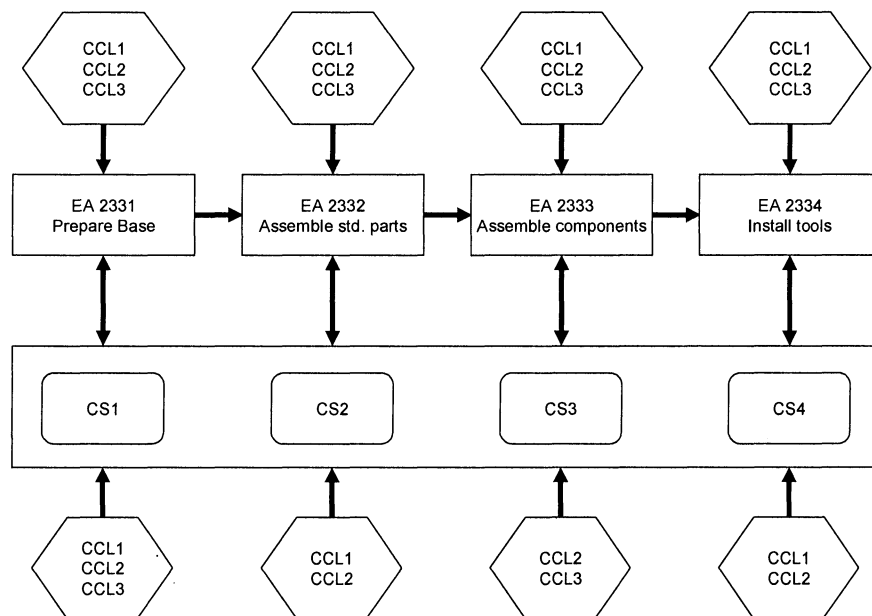 CCL1
CCL2
CCL3
CCL1
CCL2
CCL3
CCL1
CCL2
CCL3
CCL1
CCL2
CCL3
EA 2331
Prepare Base
EA 2332
Assemble std. parts
EA 2333
Assemble components
EA 2334
Install tools
CS1
CS2
CS3
CS4
CCL1
CCL2
CCL3
CCL1
CCL2
CCL2
CCL3
CCL1
CCL2